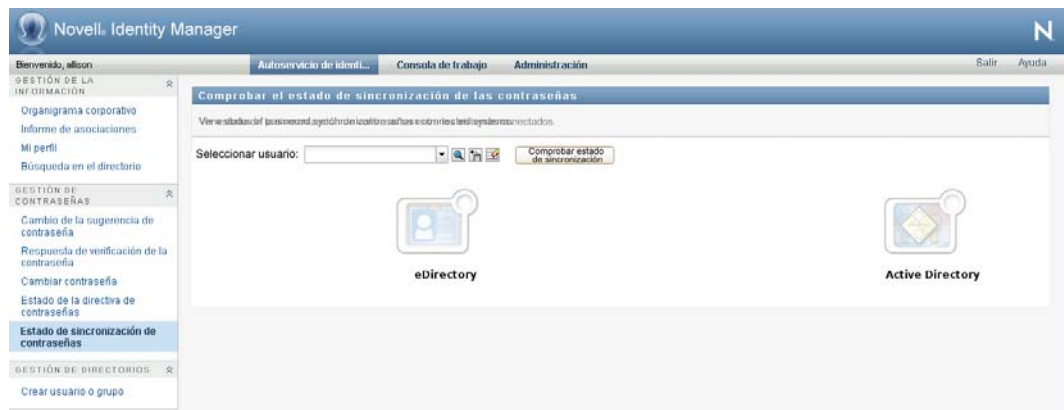 Novell® Identity Manager
N
Bienvenido, allison
Autoservicio de identi...
Consola de trabajo
Administración
Salir
Ayuda
GESTIÓN DE LA
INFORMACIÓN
Organigrama corporativo
Informe de asociaciones
Mi perfil
Búsqueda en el directorio
GESTIÓN DE
CONTRASEÑAS
Cambio de la sugerencia de
contraseña
Respuesta de verificación de la
contraseña
Cambiar contraseña
Estado de la directiva de
contraseñas
Estado de sincronización de
contraseñas
GESTIÓN DE DIRECTORIOS
Crear usuario o grupo
Comprobar el estado de sincronización de las contraseñas
Seleccionar usuario:
Comprobar estado
de sincronización
eDirectory
Active Directory